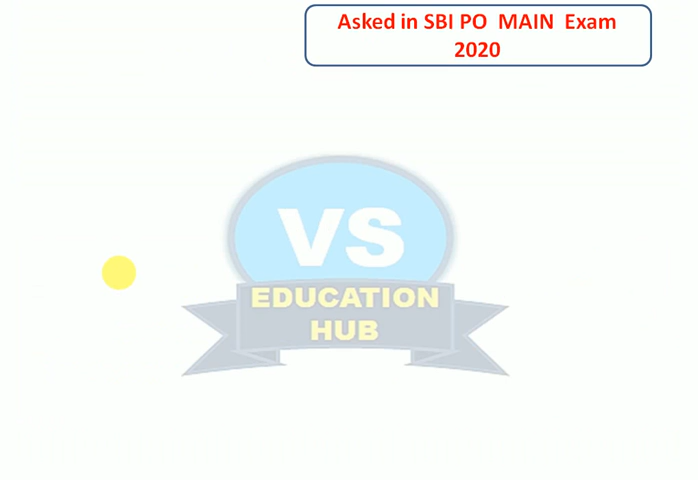 Asked in SBI PO MAIN Exam
2020
VS
EDUCATION
HUB